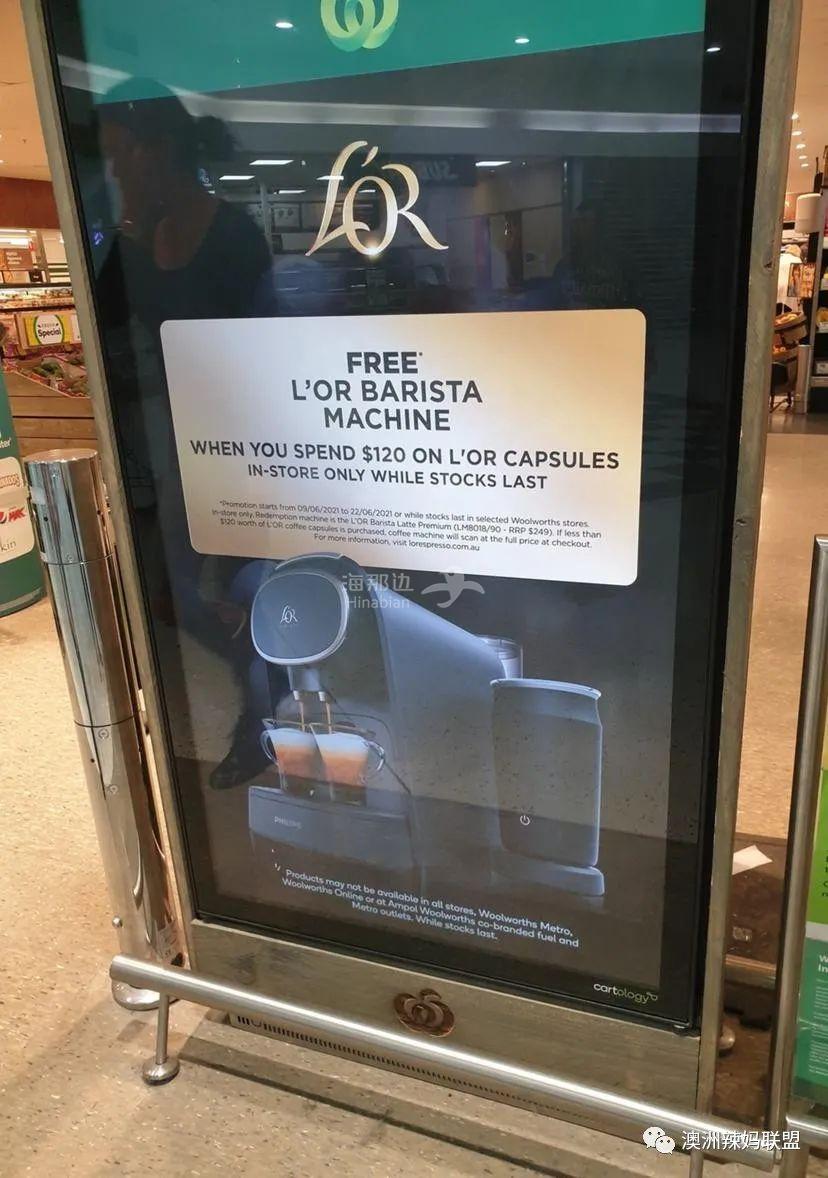 L'OR
FREE*
L'OR BARISTA
MACHINE
WHEN YOU SPEND $120 ON L'OR CAPSULES
IN-STORE ONLY WHILE STOCKS LAST
*Promotion starts from 09/06/2021 to 22/06/2021 or while stocks last in selected Woolworths stores.
In-store only. Redemption machine is the L'OR Barista Latte Premium (LM8018/90 - RRP $249). If less than
$120 worth of L'OR coffee capsules is purchased, coffee machine will scan at the full price at checkout.
For more information, visit lorespresso.com.au
海那边
Hinabian
L'OR
PHILIPS
Products may not be available in all stores, Woolworths Metro,
Woolworths Online or at Ampol Woolworths co-branded fuel and
Metro outlets. While stocks last.
cartology
Special
澳洲辣妈联盟